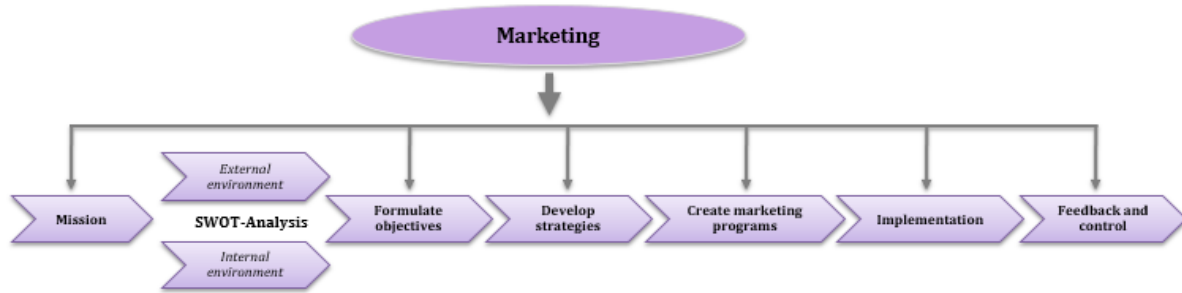 Marketing
Mission
External
environment
SWOT-Analysis
Internal
environment
Formulate
objectives
Develop
strategies
Create marketing
programs
Implementation
Feedback and
control